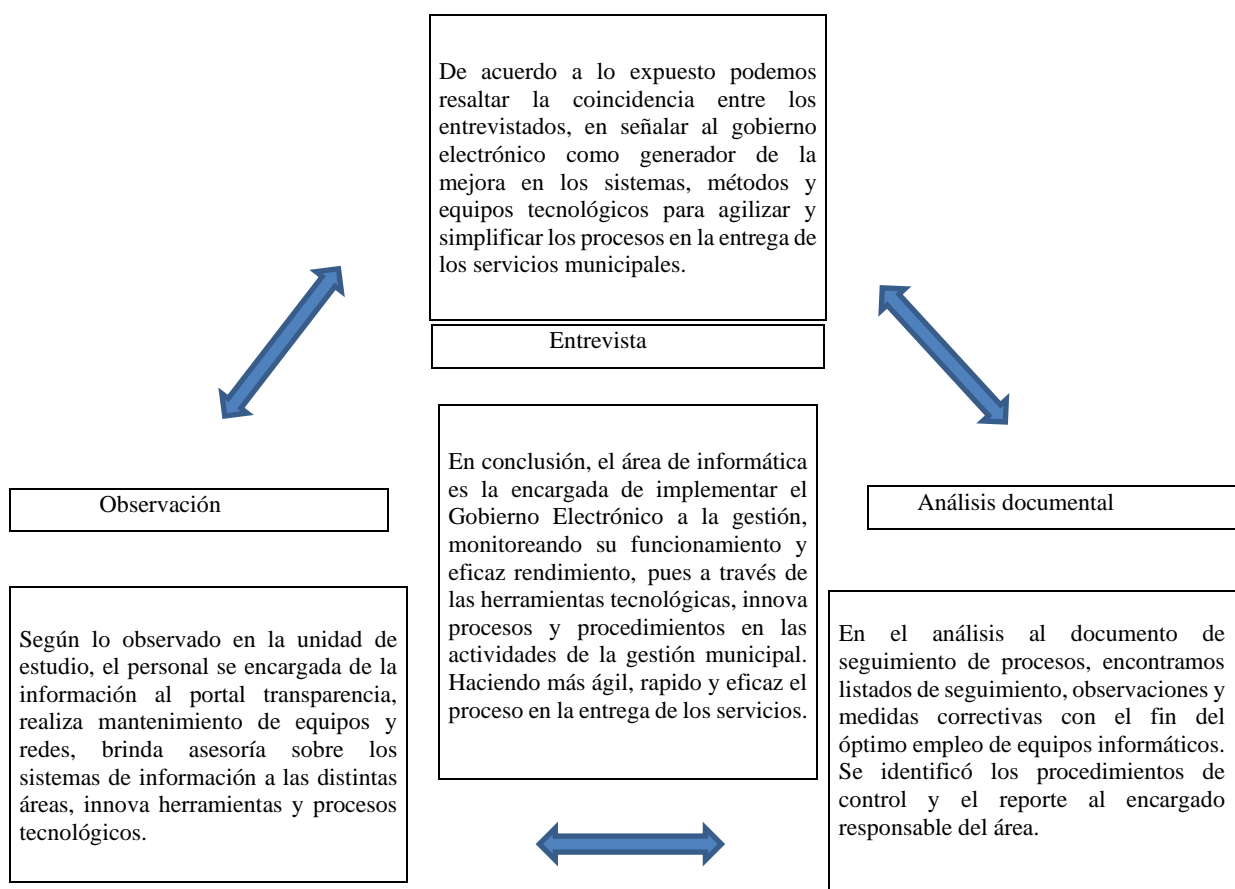 De acuerdo a lo expuesto podemos
resaltar la coincidencia entre los
entrevistados, en señalar al gobierno
electrónico como generador de la
mejora en los sistemas, métodos y
equipos tecnológicos para agilizar y
simplificar los procesos en la entrega de
los servicios municipales.
Entrevista
Observación
Según lo observado en la unidad de
estudio, el personal se encargada de la
información al portal transparencia,
realiza mantenimiento de equipos y
redes, brinda asesoría sobre los
sistemas de información a las distintas
áreas, innova herramientas y procesos
tecnológicos.
En conclusión, el área de informática
es la encargada de implementar el
Gobierno Electrónico a la gestión,
monitoreando su funcionamiento y
eficaz rendimiento, pues a través de
las herramientas tecnológicas, innova
procesos y procedimientos en las
actividades de la gestión municipal.
Haciendo más ágil, rapido y eficaz el
proceso en la entrega de los servicios.
Análisis documental
En el análisis al documento de
seguimiento de procesos, encontramos
listados de seguimiento, observaciones y
medidas correctivas con el fin del
óptimo empleo de equipos informáticos.
Se identificó los procedimientos de
control y el reporte al encargado
responsable del área.